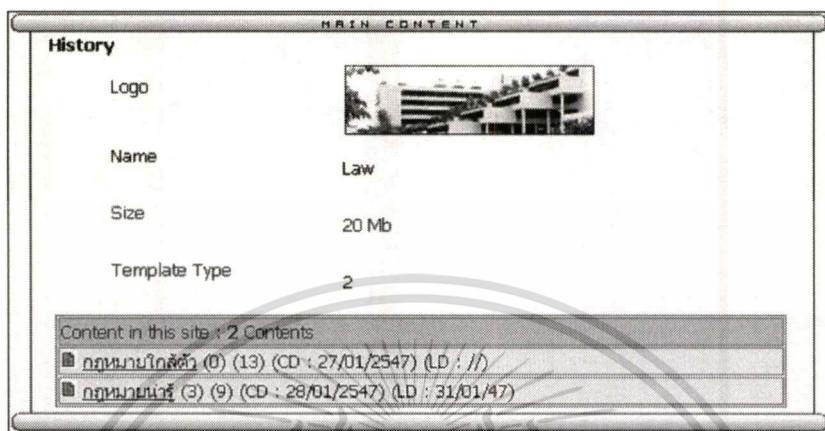 MAIN CONTENT
History
Logo
Name Law
Size 20 Mb
Template Type 2
Content in this site : 2 Contents
กฎหมายใกล้ตัว (0) (13) (CD : 27/01/2547) (LD : //)
กฎหมายน่ารู้ (3) (9) (CD : 28/01/2547) (LD : 31/01/47)